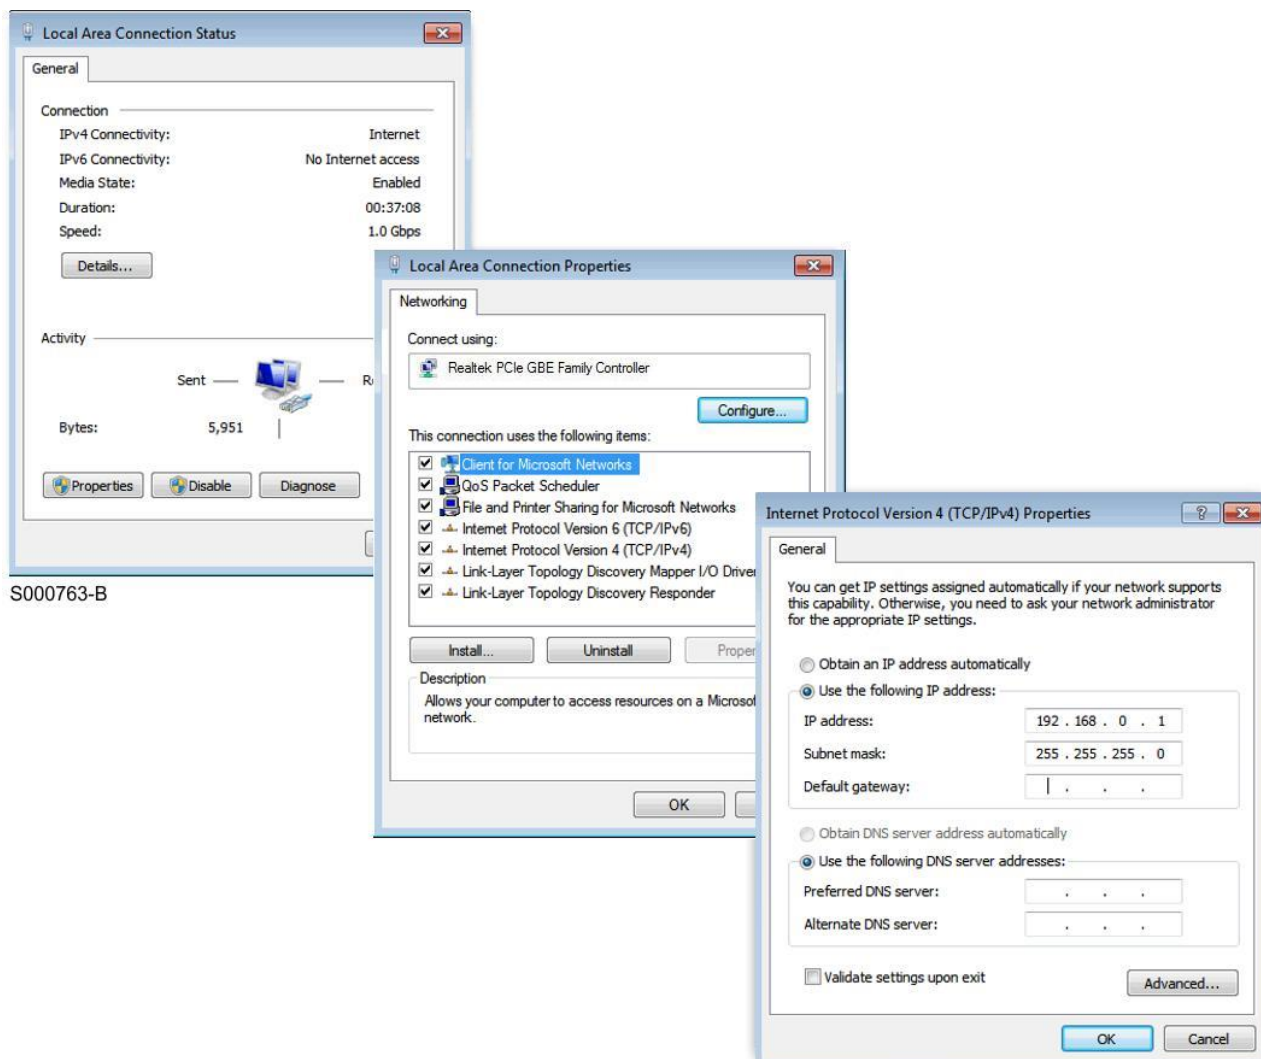 Local Area Connection Status
General
Connection
IPv4 Connectivity: Internet
IPv6 Connectivity: No Internet access
Media State: Enabled
Duration: 00:37:08
Speed: 1.0 Gbps
Details...
Activity
Sent
Bytes: 5,951
Properties Disable Diagnose
S000763-B
Local Area Connection Properties
Networking
Connect using:
Realtek PCIe GBE Family Controller
Configure...
This connection uses the following items:
Client for Microsoft Networks
QoS Packet Scheduler
File and Printer Sharing for Microsoft Networks
Internet Protocol Version 6 (TCP/IPv6)
Internet Protocol Version 4 (TCP/IPv4)
Link-Layer Topology Discovery Mapper I/O Drive
Link-Layer Topology Discovery Responder
Install... Uninstall Proper
Description
Allows your computer to access resources on a Microsof
network.
OK
Internet Protocol Version 4 (TCP/IPv4) Properties
General
You can get IP settings assigned automatically if your network supports
this capability. Otherwise, you need to ask your network administrator
for the appropriate IP settings.
Obtain an IP address automatically
Use the following IP address:
IP address: 192 . 168 . 0 . 1
Subnet mask: 255 . 255 . 255 . 0
Default gateway: . . .
Obtain DNS server address automatically
Use the following DNS server addresses:
Preferred DNS server: . . .
Alternate DNS server: . . .
Validate settings upon exit
Advanced...
OK Cancel